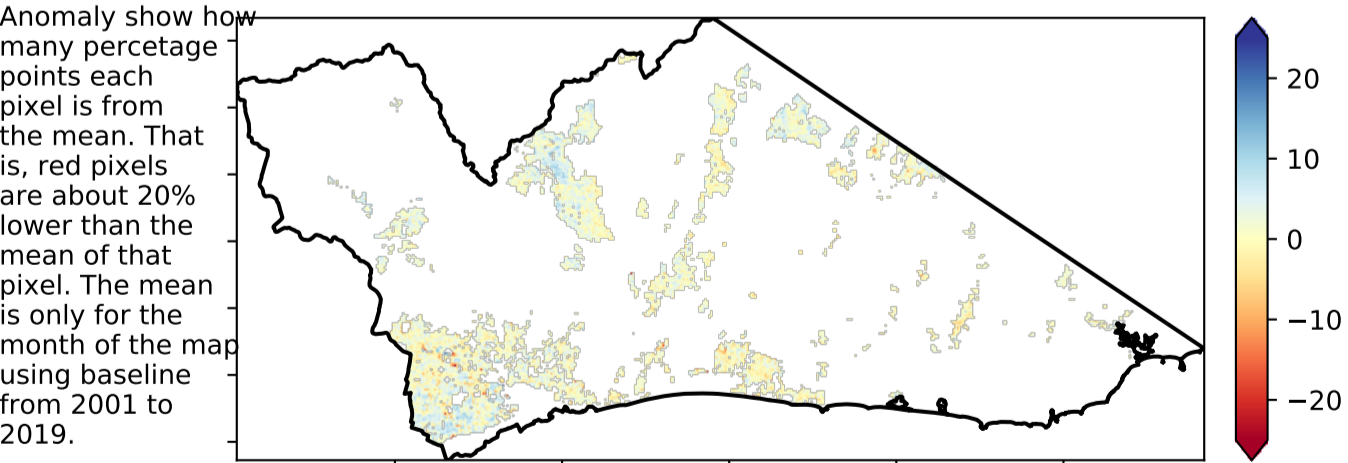 Anomaly show how
many percetage
points each
pixel is from
the mean. That
is, red pixels
are about 20%
lower than the
mean of that
pixel. The mean
is only for the
month of the map
using baseline
from 2001 to
2019.
20
10
0
−10
−20